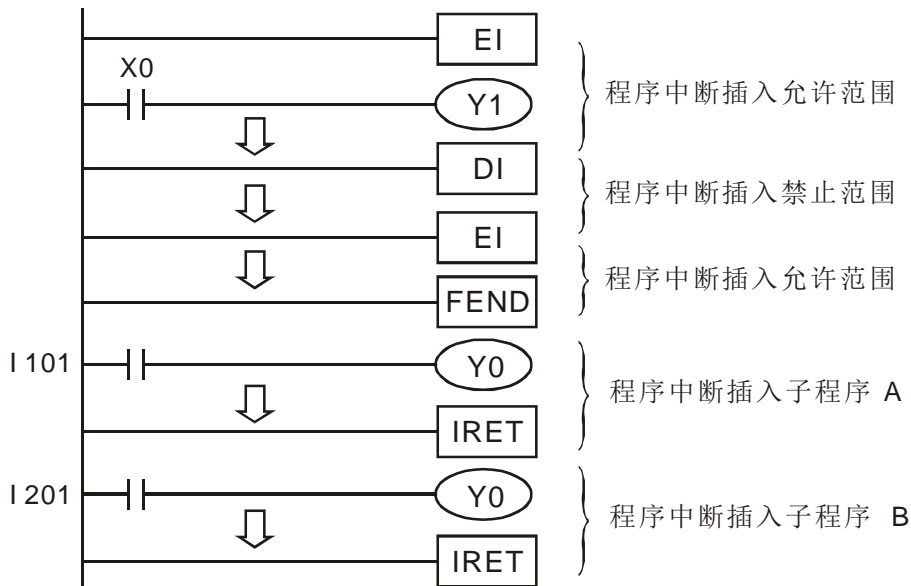 EI
X0
Y1
程序中断插入允许范围
DI
程序中断插入禁止范围
EI
程序中断插入允许范围
FEND
I101
Y0
程序中断插入子程序 A
IRET
I201
Y0
程序中断插入子程序 B
IRET